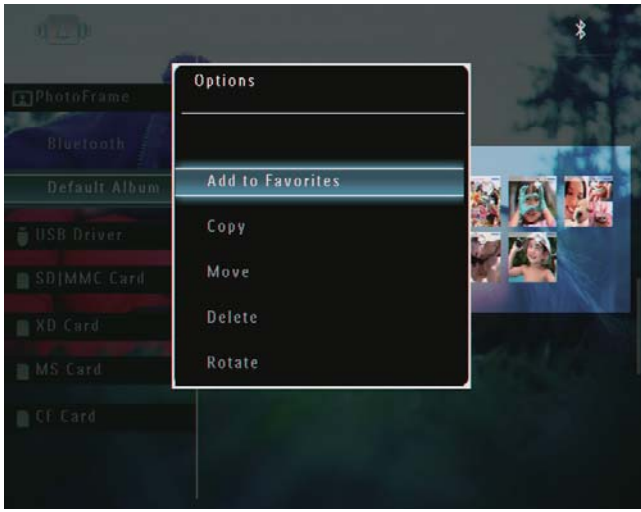 Options
PhotoFrame
Bluetooth
Default Album
USB Driver
SD|MMC Card
XD Card
MS Card
CF Card
Add to Favorites
Copy
Move
Delete
Rotate